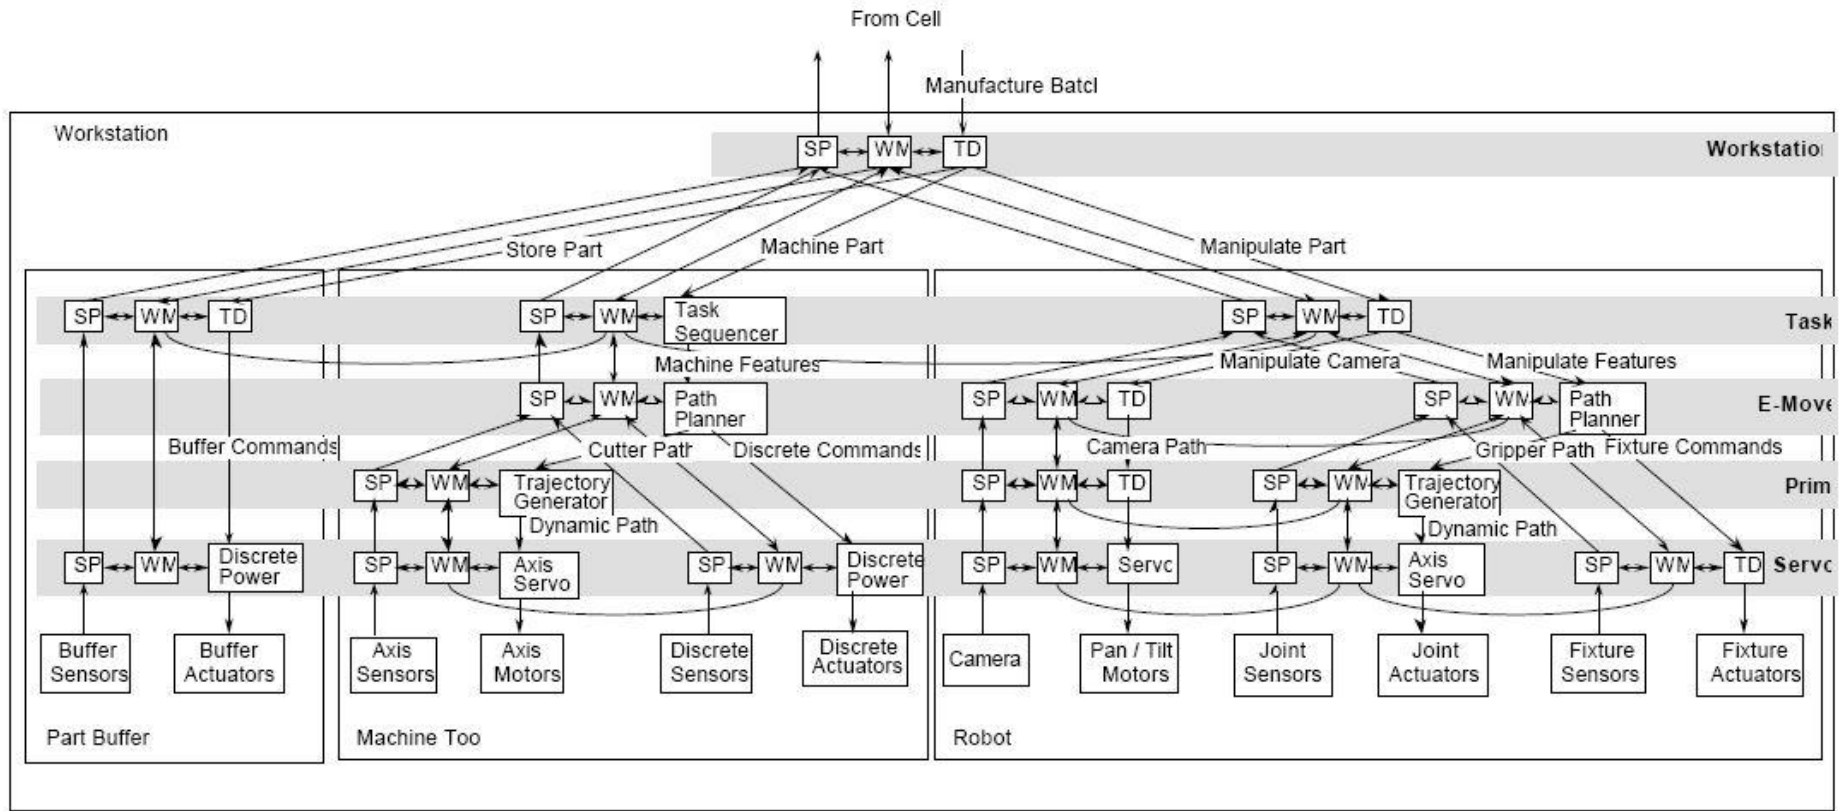 From Cell
Manufacture Batcl
Workstation
SP WM TD
Workstatio
Store Part
Machine Part
Manipulate Part
SP WM TD
SP WM Task
Sequencer
SP WM TD
Task
Machine Features
Manipulate Camera
Manipulate Features
SP WM Path
Planner
SP WM TD
SP WM Path
Planner
E-Move
Buffer Commands
Cutter Path
Discrete Commands
Camera Path
Gripper Path
Fixture Commands
SP WM Trajectory
Generator
SP WM TD
SP WM Trajectory
Generator
Prim
Dynamic Path
Dynamic Path
SP WM Discrete
Power
SP WM Axis
Servo
SP WM Discrete
Power
SP WM Servc
SP WM Axis
Servo
SP WM TD
Servc
Buffer
Sensors
Buffer
Actuators
Axis
Sensors
Axis
Motors
Discrete
Sensors
Discrete
Actuators
Camera
Pan / Tilt
Motors
Joint
Sensors
Joint
Actuators
Fixture
Sensors
Fixture
Actuators
Part Buffer
Machine Too
Robot